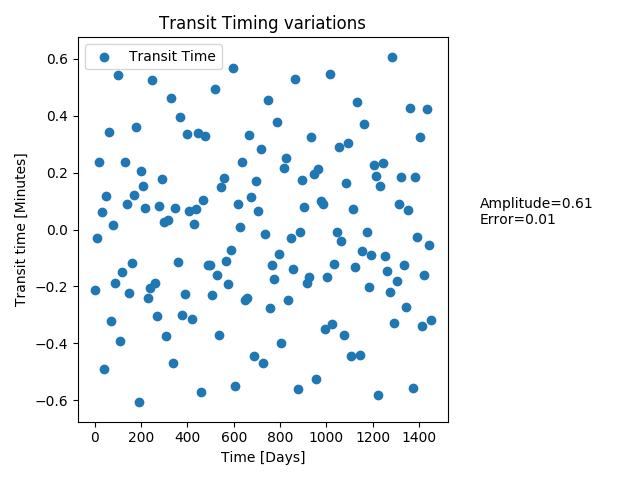 Transit Timing variations
Transit Time
Transit time [Minutes]
0.6
0.4
0.2
0.0
−0.2
−0.4
−0.6
0 200 400 600 800 1000 1200 1400
Time [Days]
Amplitude=0.61
Error=0.01